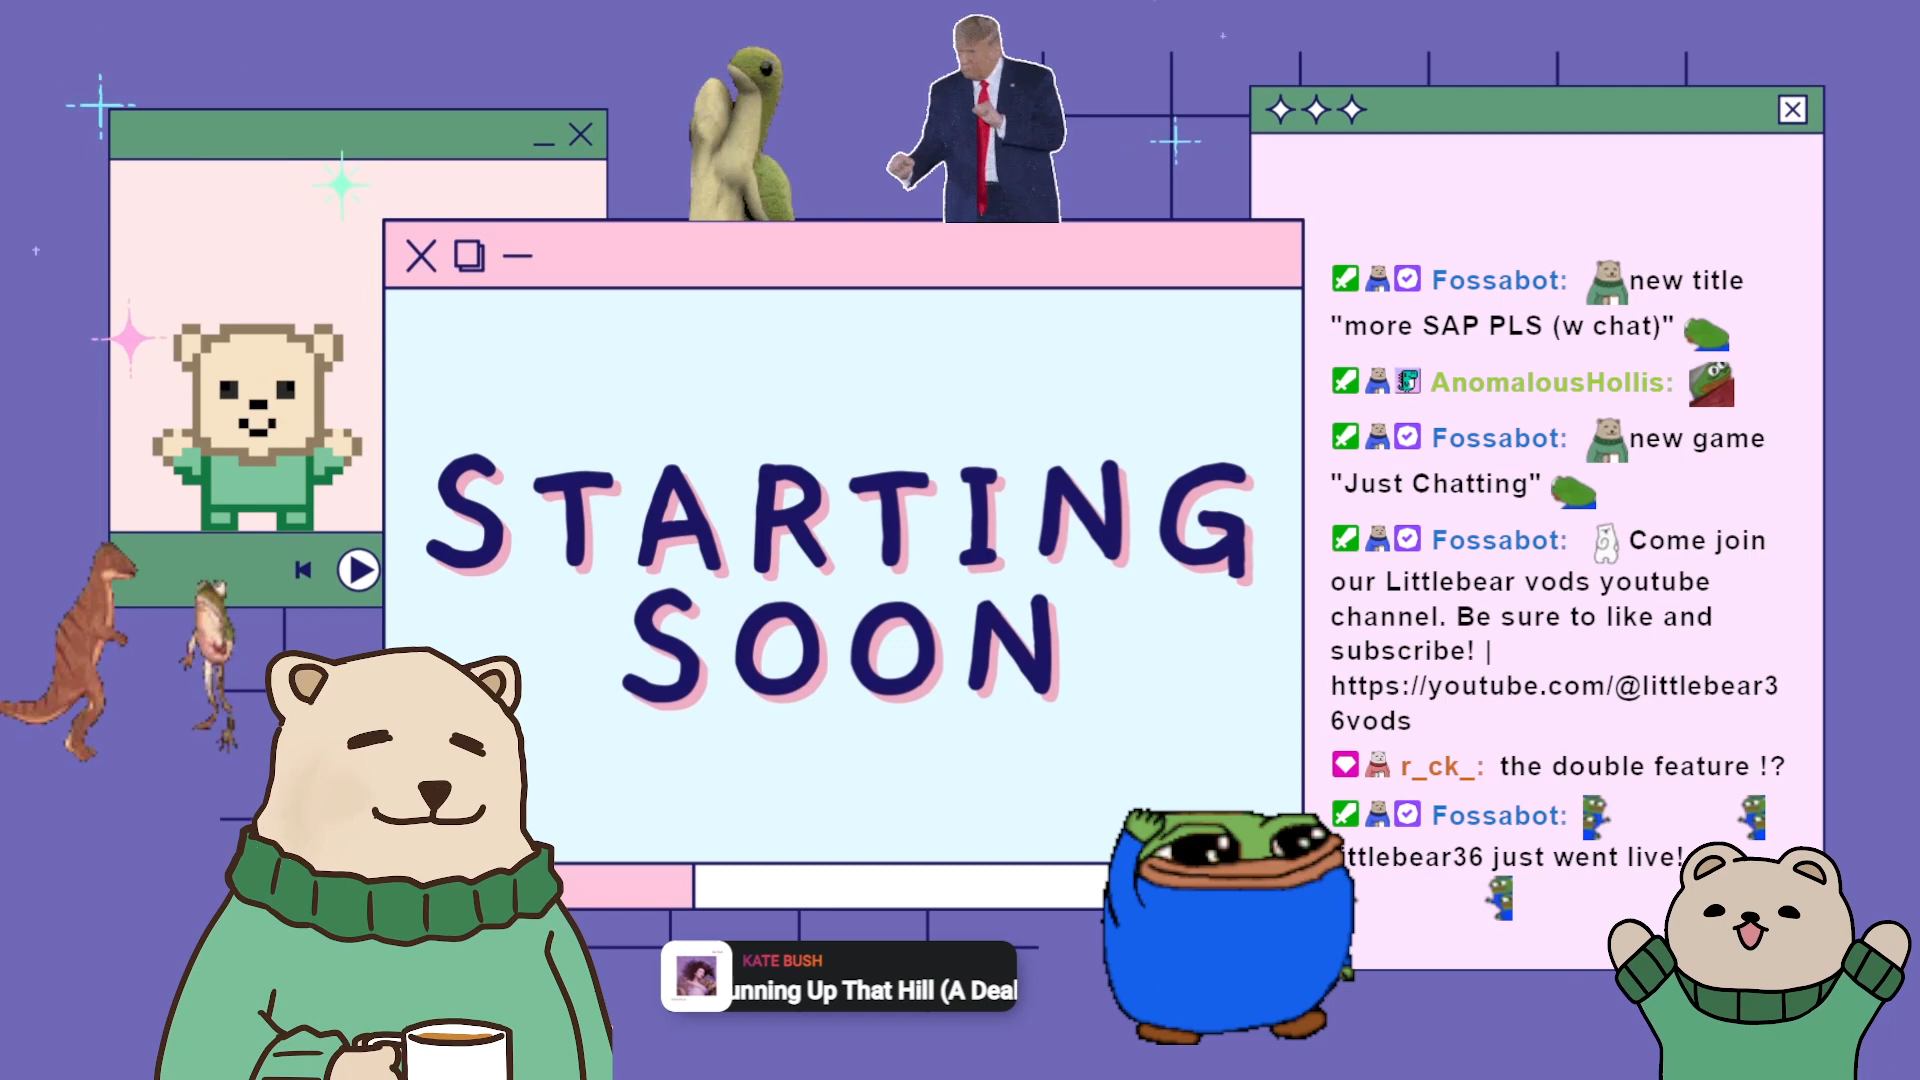 STARTING
SOON
Fossabot: new title
"more SAP PLS (w chat)"
AnomalousHollis:
Fossabot: new game
"Just Chatting"
Fossabot: Come join
our Littlebear vods youtube
channel. Be sure to like and
subscribe! |
https://youtube.com/@littlebear3
6vods
r_ck_: the double feature !?
Fossabot:
ittlebear36 just went live!
KATE BUSH
unning Up That Hill (A Deal